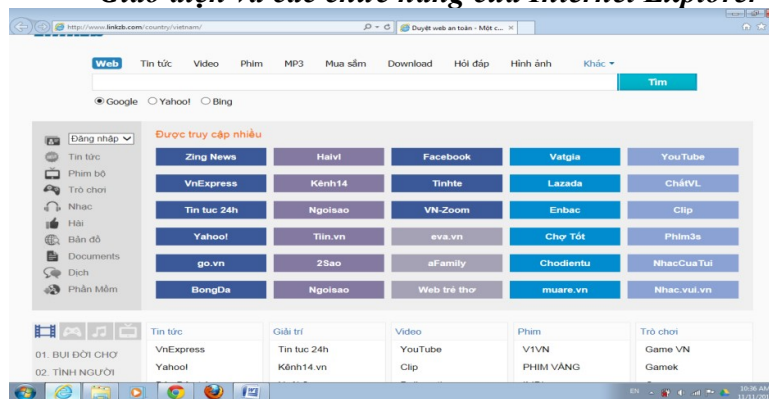 Giao diện và các chức năng của Internet Explorer
http://www.linkzb.com/country/vietnam/
Duyệt web an toàn - Một c...
Web Tin tức Video Phim MP3 Mua sắm Download Hỏi đáp Hình ảnh Khác
Tìm
Google Yahoo! Bing
Đăng nhập
Được truy cập nhiều
Tin tức
Phim bộ
Trò chơi
Nhạc
Hài
Bản đồ
Documents
Dịch
Phần Mềm
Zing News Haivl Facebook Vatgia YouTube
VnExpress Kênh14 Tinhte Lazada ChấtVL
Tin tuc 24h Ngoisao VN-Zoom Enbac Clip
Yahoo! Tiin.vn eva.vn Chợ Tốt Phim3s
go.vn 2Sao aFamily Chodientu NhacCuaTui
BongDa Ngoisao Web trẻ thơ muare.vn Nhac.vui.vn
01. BỤI ĐỜI CHỢ
02. TÌNH NGƯỜI
Tin tức Giải trí Video Phim Trò chơi
VnExpress Tin tuc 24h YouTube V1VN Game VN
Yahoo! Kênh14.vn Clip PHIM VÀNG Gamek
EN
10:36 AM